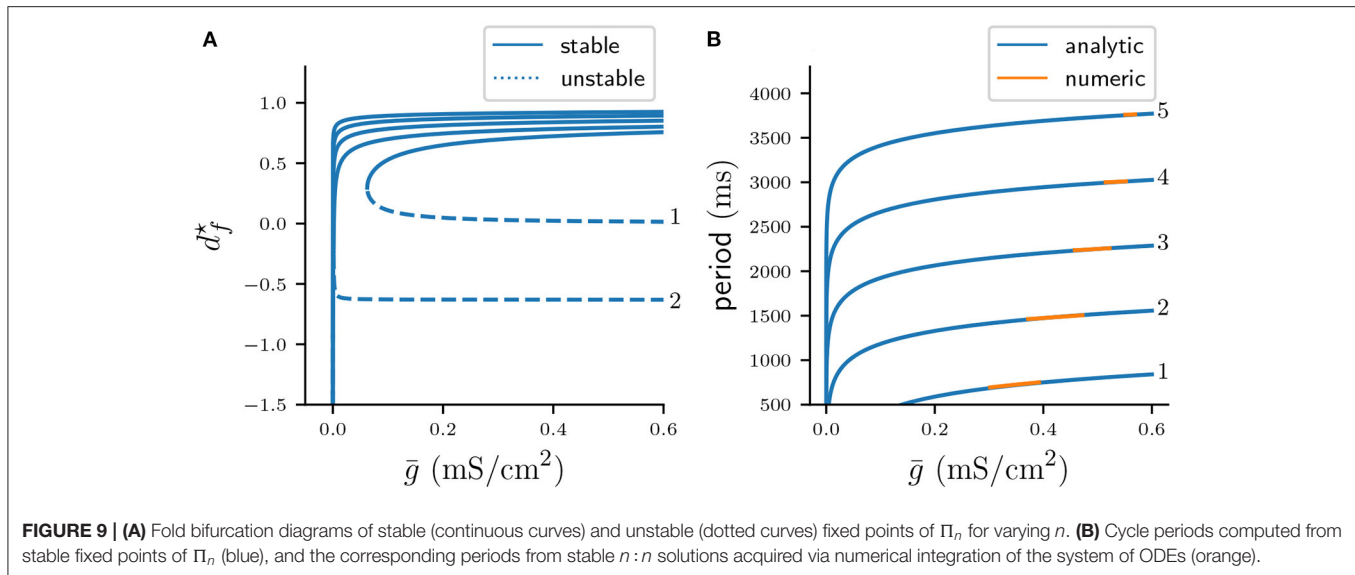 A
stable
unstable
1.0
0.5
0.0
−0.5
−1.0
−1.5
d_f^⋆
1
2
0.0 0.2 0.4 0.6
ḡ (mS/cm²)
B
analytic
numeric
4000
3500
3000
2500
2000
1500
1000
500
period (ms)
5
4
3
2
1
0.0 0.2 0.4 0.6
ḡ (mS/cm²)
FIGURE 9 | (A) Fold bifurcation diagrams of stable (continuous curves) and unstable (dotted curves) fixed points of Πₙ for varying n. (B) Cycle periods computed from
stable fixed points of Πₙ (blue), and the corresponding periods from stable n:n solutions acquired via numerical integration of the system of ODEs (orange).